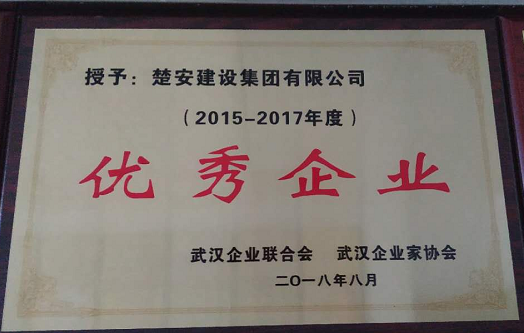 授予：楚安建设集团有限公司
（2015-2017年度）
优秀企业
武汉企业联合会 武汉企业家协会
二〇一八年八月